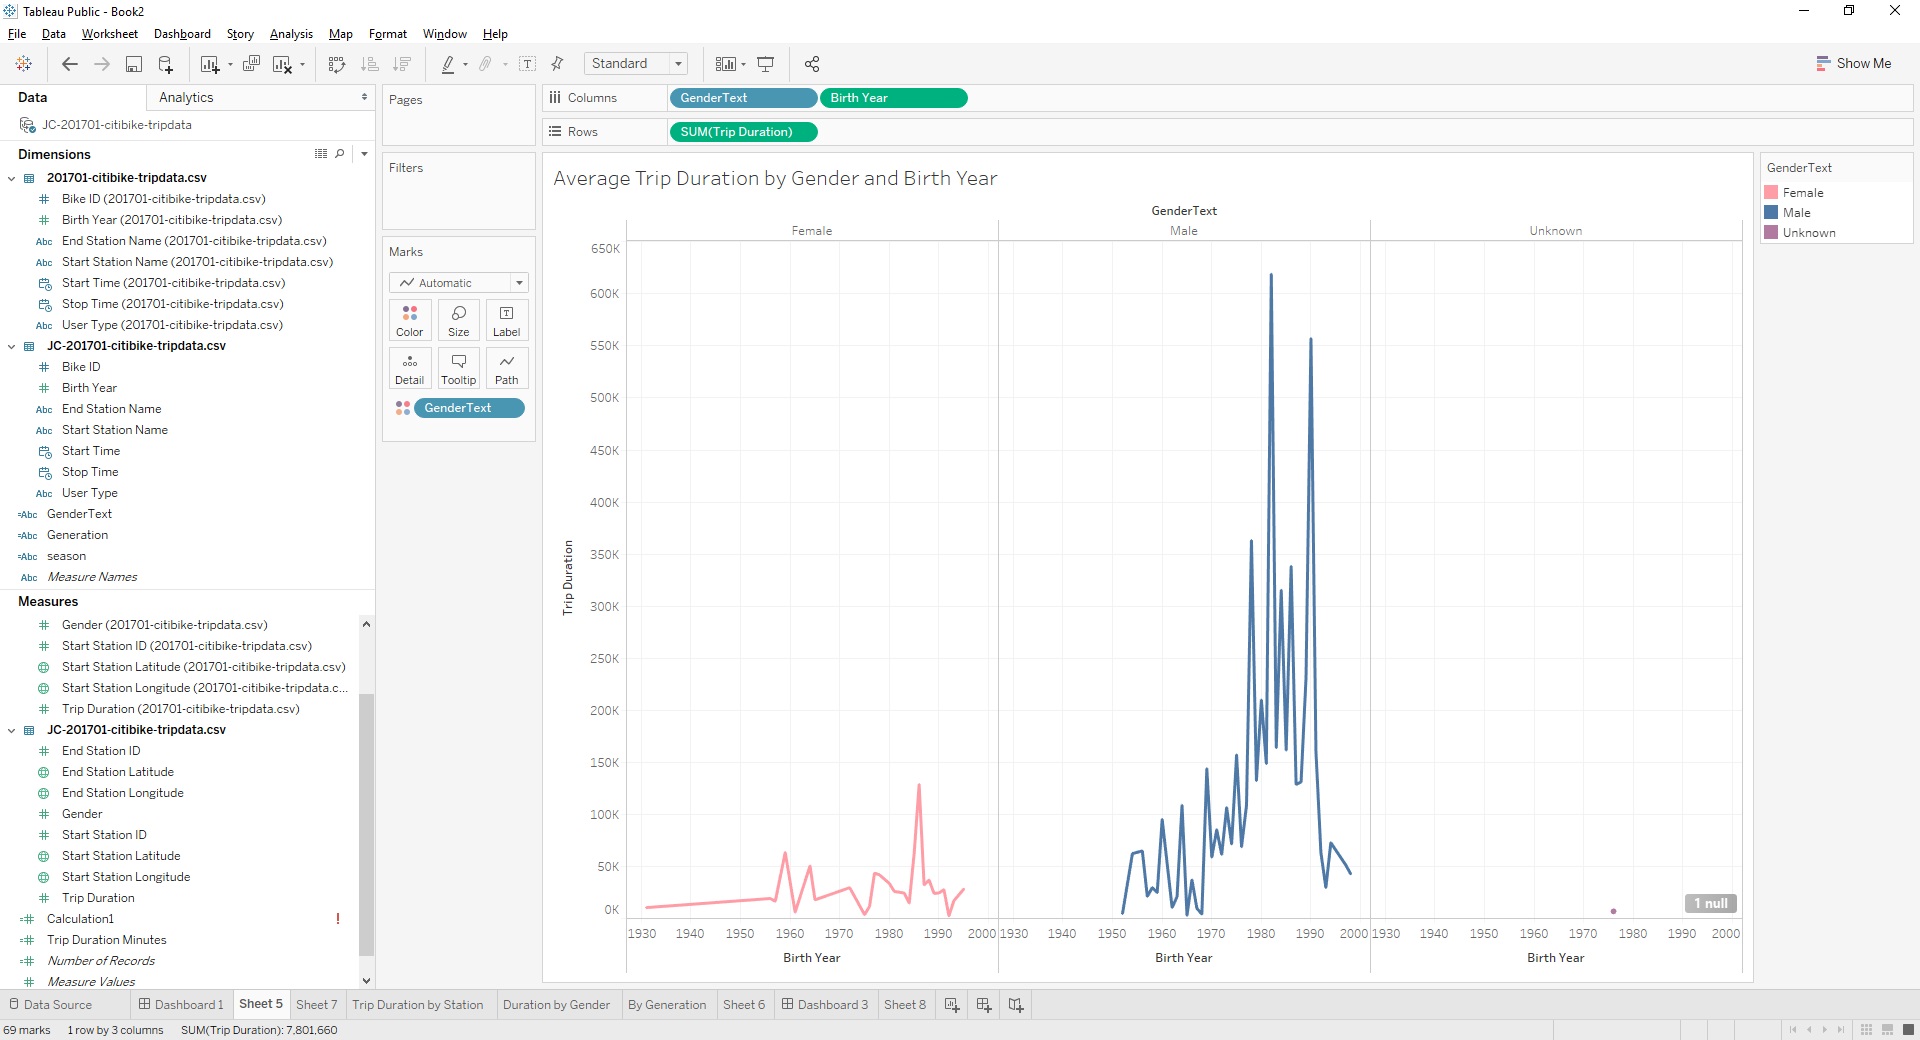 Tableau Public - Book2
File Data Worksheet Dashboard Story Analysis Map Format Window Help
Standard
Show Me
Data
Analytics
JC-201701-citibike-tripdata
Dimensions
201701-citibike-tripdata.csv
# Bike ID (201701-citibike-tripdata.csv)
# Birth Year (201701-citibike-tripdata.csv)
Abc End Station Name (201701-citibike-tripdata.csv)
Abc Start Station Name (201701-citibike-tripdata.csv)
Start Time (201701-citibike-tripdata.csv)
Stop Time (201701-citibike-tripdata.csv)
Abc User Type (201701-citibike-tripdata.csv)
JC-201701-citibike-tripdata.csv
# Bike ID
# Birth Year
Abc End Station Name
Abc Start Station Name
Start Time
Stop Time
Abc User Type
=Abc GenderText
=Abc Generation
=Abc season
Abc Measure Names
Measures
# Gender (201701-citibike-tripdata.csv)
# Start Station ID (201701-citibike-tripdata.csv)
Start Station Latitude (201701-citibike-tripdata.csv)
Start Station Longitude (201701-citibike-tripdata.c...
# Trip Duration (201701-citibike-tripdata.csv)
JC-201701-citibike-tripdata.csv
# End Station ID
End Station Latitude
End Station Longitude
# Gender
# Start Station ID
Start Station Latitude
Start Station Longitude
# Trip Duration
=# Calculation1 !
=# Trip Duration Minutes
=# Number of Records
# Measure Values
Pages
Filters
Marks
Automatic
Color Size Label
Detail Tooltip Path
GenderText
Columns GenderText Birth Year
Rows SUM(Trip Duration)
Average Trip Duration by Gender and Birth Year
GenderText
Female Male Unknown
650K
600K
550K
500K
450K
400K
350K
300K
250K
200K
150K
100K
50K
0K
Trip Duration
1 null
1930 1940 1950 1960 1970 1980 1990 2000 1930 1940 1950 1960 1970 1980 1990 2000 1930 1940 1950 1960 1970 1980 1990 2000
Birth Year Birth Year Birth Year
GenderText
Female
Male
Unknown
Data Source Dashboard 1 Sheet 5 Sheet 7 Trip Duration by Station Duration by Gender By Generation Sheet 6 Dashboard 3 Sheet 8
69 marks 1 row by 3 columns SUM(Trip Duration): 7,801,660